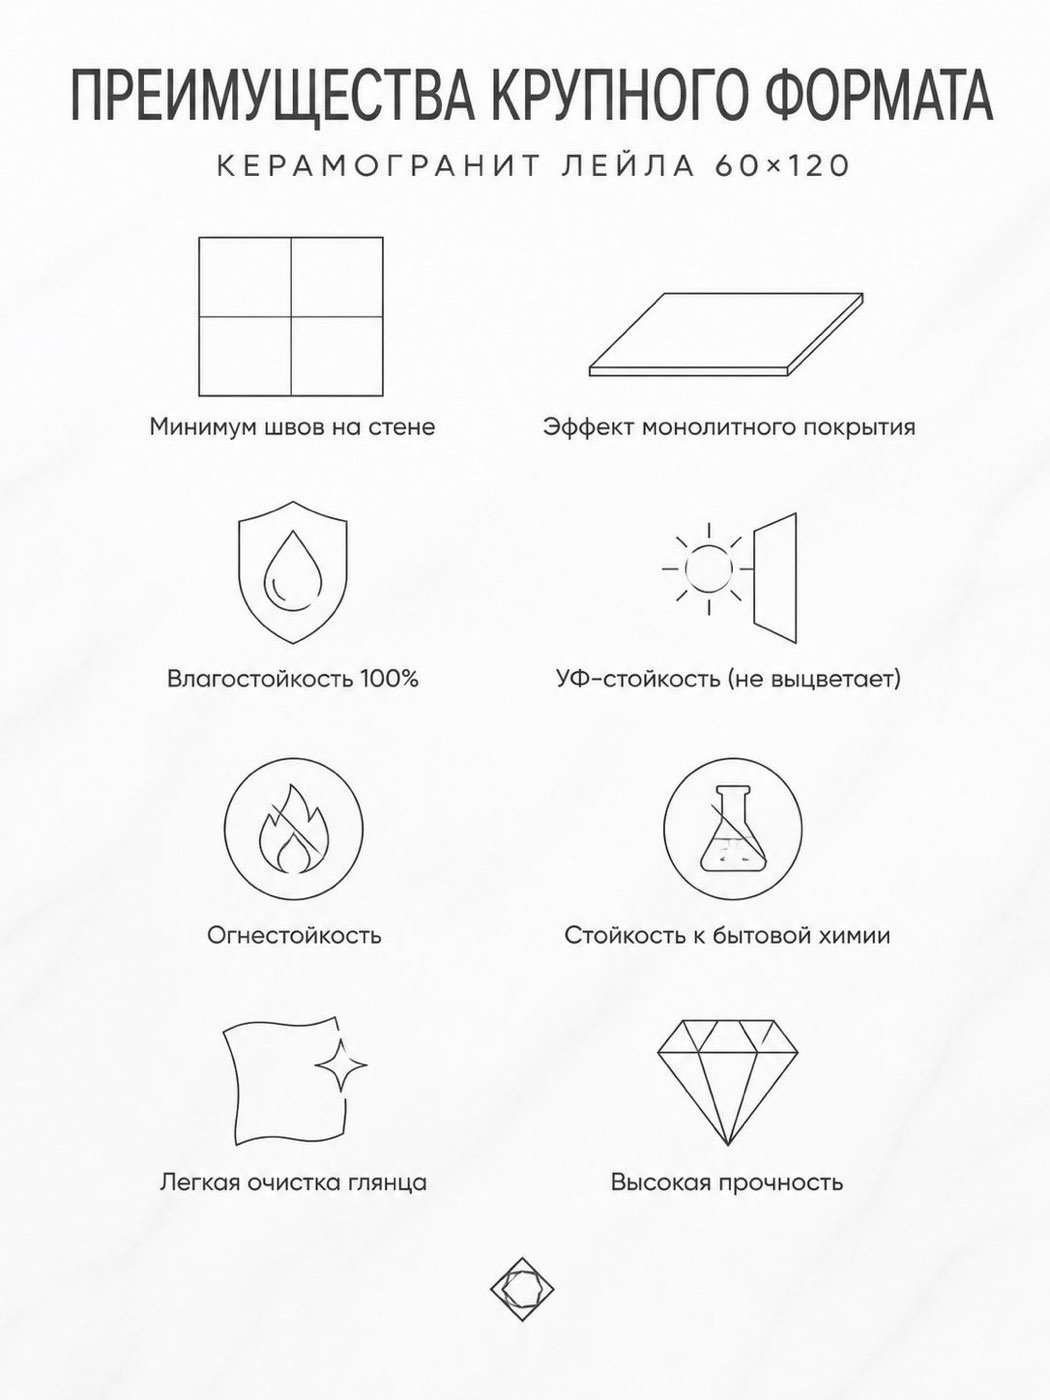 ПРЕИМУЩЕСТВА КРУПНОГО ФОРМАТА
КЕРАМОГРАНИТ ЛЕЙЛА 60×120
Минимум швов на стене
Эффект монолитного покрытия
Влагостойкость 100%
УФ-стойкость (не выцветает)
Огнестойкость
Стойкость к бытовой химии
Легкая очистка глянца
Высокая прочность